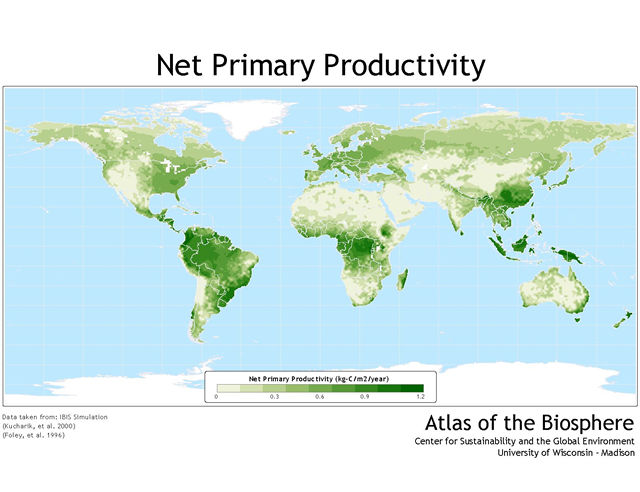 Net Primary Productivity
Net Primary Productivity (kg-C/m2/year)
0 0.3 0.6 0.9 1.2
Data taken from: IBIS Simulation
(Kucharik, et al. 2000)
(Foley, et al. 1996)
Atlas of the Biosphere
Center for Sustainability and the Global Environment
University of Wisconsin - Madison